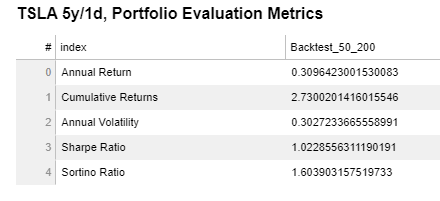 TSLA 5y/1d, Portfolio Evaluation Metrics
# index Backtest_50_200
0 Annual Return 0.3096423001530083
1 Cumulative Returns 2.7300201416015546
2 Annual Volatility 0.3027233665558991
3 Sharpe Ratio 1.0228556311190191
4 Sortino Ratio 1.603903157519733